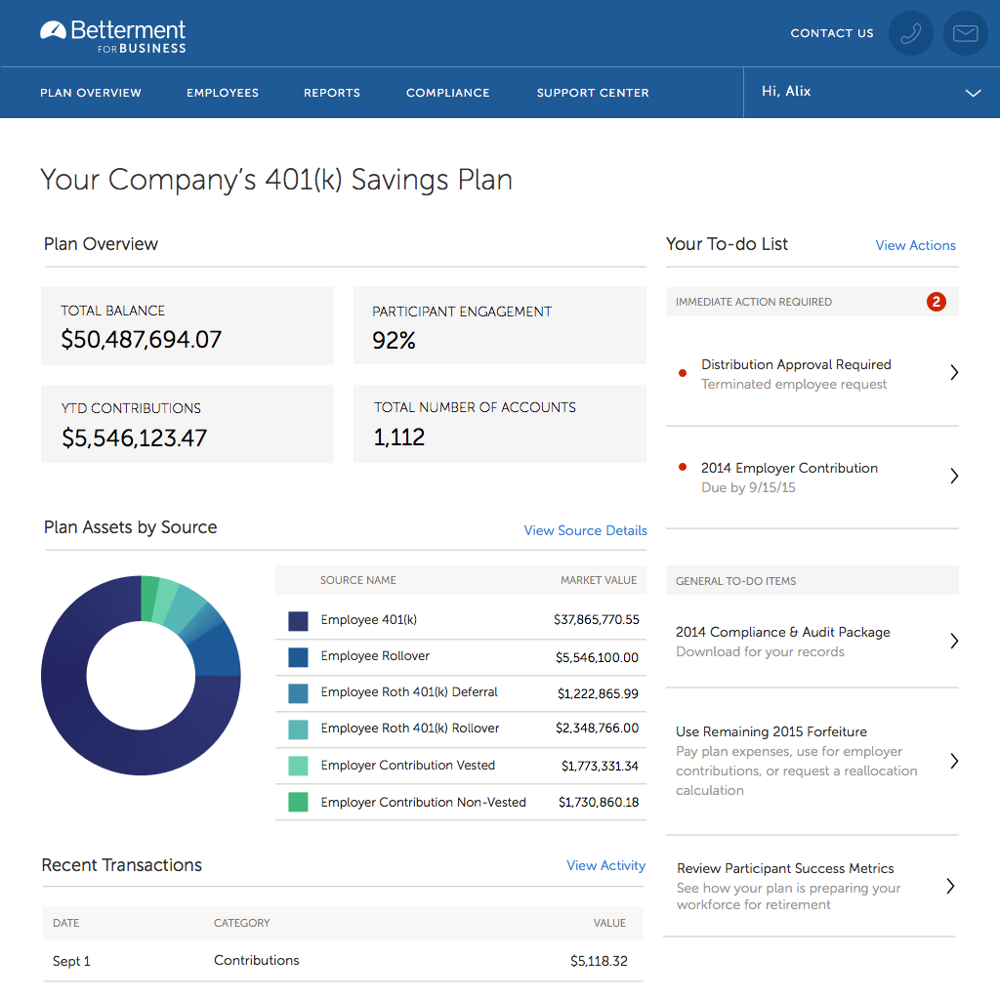 Betterment
FOR BUSINESS
CONTACT US
PLAN OVERVIEW
EMPLOYEES
REPORTS
COMPLIANCE
SUPPORT CENTER
Hi, Alix
Your Company's 401(k) Savings Plan
Plan Overview
TOTAL BALANCE
$50,487,694.07
PARTICIPANT ENGAGEMENT
92%
YTD CONTRIBUTIONS
$5,546,123.47
TOTAL NUMBER OF ACCOUNTS
1,112
Plan Assets by Source
View Source Details
SOURCE NAME MARKET VALUE
Employee 401(k) $37,865,770.55
Employee Rollover $5,546,100.00
Employee Roth 401(k) Deferral $1,222,865.99
Employee Roth 401(k) Rollover $2,348,766.00
Employer Contribution Vested $1,773,331.34
Employer Contribution Non-Vested $1,730,860.18
Recent Transactions
View Activity
DATE CATEGORY VALUE
Sept 1 Contributions $5,118.32
Your To-do List
View Actions
IMMEDIATE ACTION REQUIRED 2
Distribution Approval Required
Terminated employee request
2014 Employer Contribution
Due by 9/15/15
GENERAL TO-DO ITEMS
2014 Compliance & Audit Package
Download for your records
Use Remaining 2015 Forfeiture
Pay plan expenses, use for employer
contributions, or request a reallocation
calculation
Review Participant Success Metrics
See how your plan is preparing your
workforce for retirement